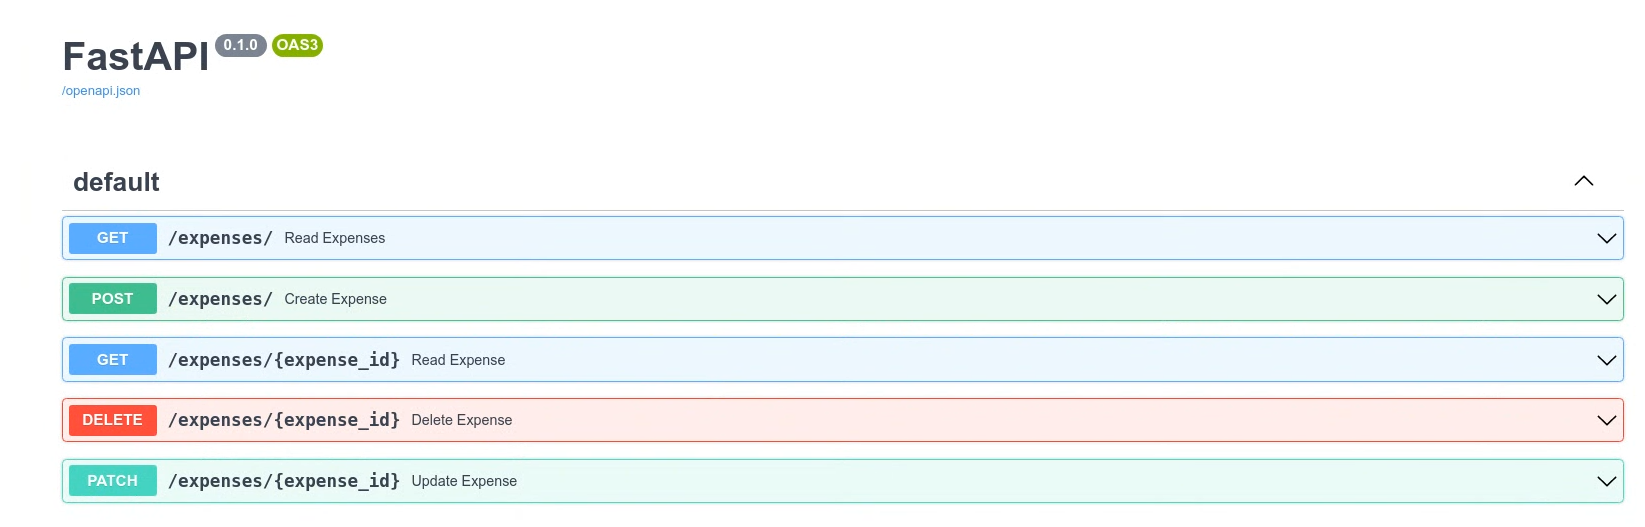 FastAPI 0.1.0 OAS3
/openapi.json
default
GET /expenses/ Read Expenses
POST /expenses/ Create Expense
GET /expenses/{expense_id} Read Expense
DELETE /expenses/{expense_id} Delete Expense
PATCH /expenses/{expense_id} Update Expense